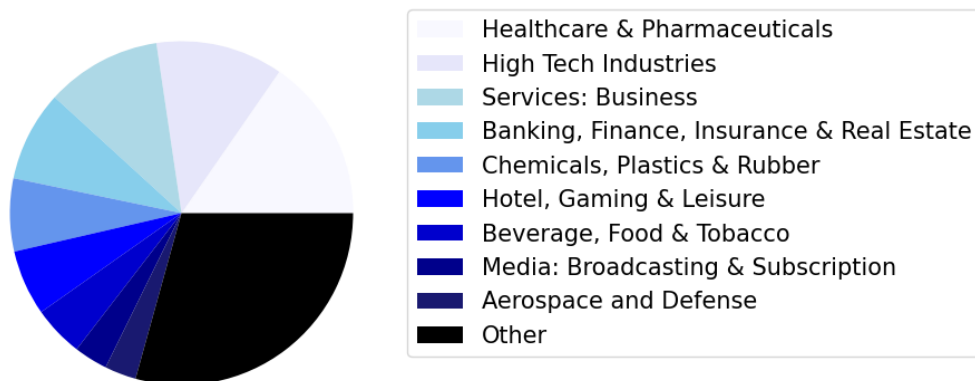 Healthcare & Pharmaceuticals
High Tech Industries
Services: Business
Banking, Finance, Insurance & Real Estate
Chemicals, Plastics & Rubber
Hotel, Gaming & Leisure
Beverage, Food & Tobacco
Media: Broadcasting & Subscription
Aerospace and Defense
Other